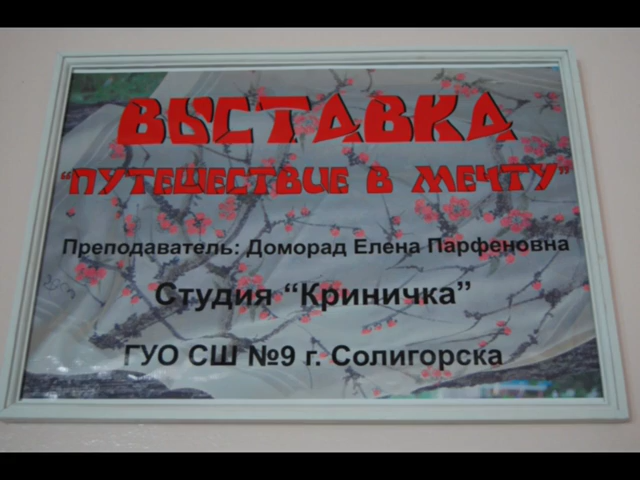 ВЫСТАВКА
“ПУТЕШЕСТВИЕ В МЕЧТУ”
Преподаватель: Доморад Елена Парфеновна
Студия “Криничка”
ГУО СШ №9 г. Солигорска